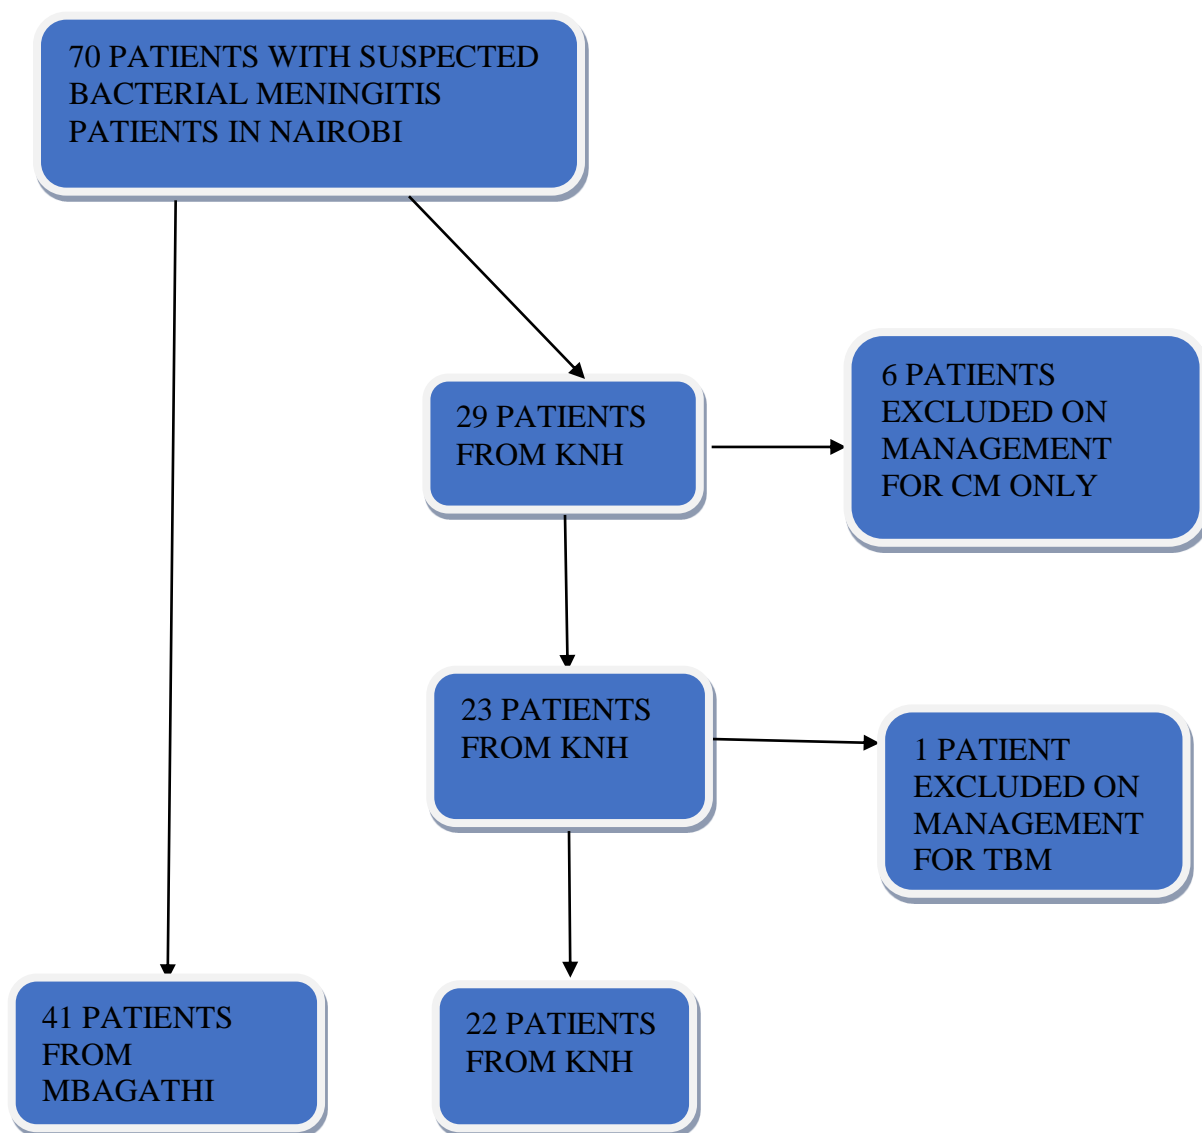 70 PATIENTS WITH SUSPECTED
BACTERIAL MENINGITIS
PATIENTS IN NAIROBI
29 PATIENTS
FROM KNH
6 PATIENTS
EXCLUDED ON
MANAGEMENT
FOR CM ONLY
23 PATIENTS
FROM KNH
1 PATIENT
EXCLUDED ON
MANAGEMENT
FOR TBM
41 PATIENTS
FROM
MBAGATHI
22 PATIENTS
FROM KNH